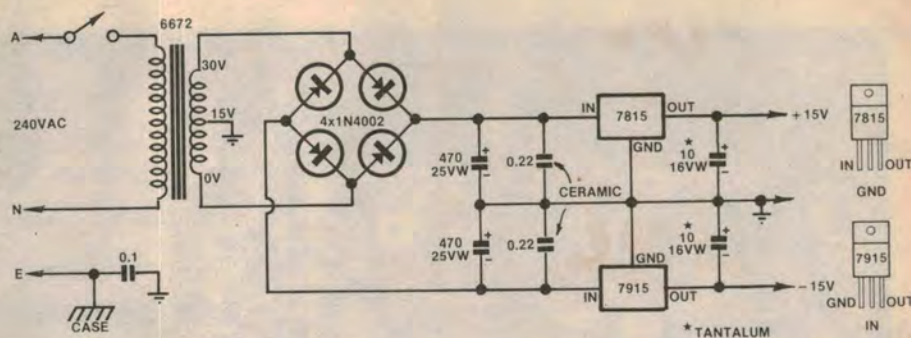 6672
A
30V
15V
240VAC
0V
N
E
0.1
CASE
4x1N4002
470
25VW
+
−
0.22
CERAMIC
470
25VW
+
−
0.22
IN
7815
OUT
GND
★
10
16VW
+
−
+15V
★
10
16VW
+
−
GND
IN
7915
OUT
−15V
★TANTALUM
7815
IN
OUT
GND
7915
GND
OUT
IN